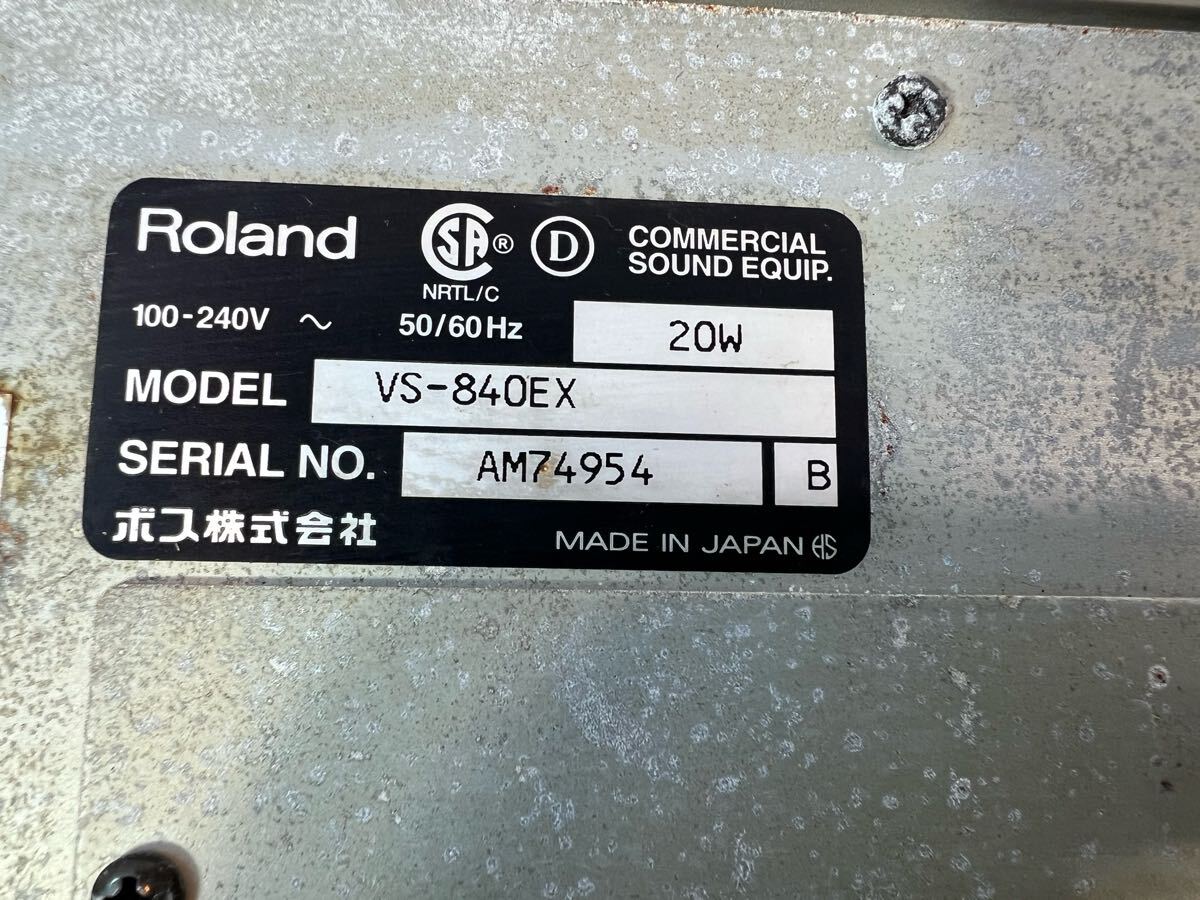 Roland
SA ® D
NRTL/C
COMMERCIAL
SOUND EQUIP.
100-240V ~ 50/60Hz 20W
MODEL VS-840EX
SERIAL NO. AM74954 B
ボス株式会社
MADE IN JAPAN HS